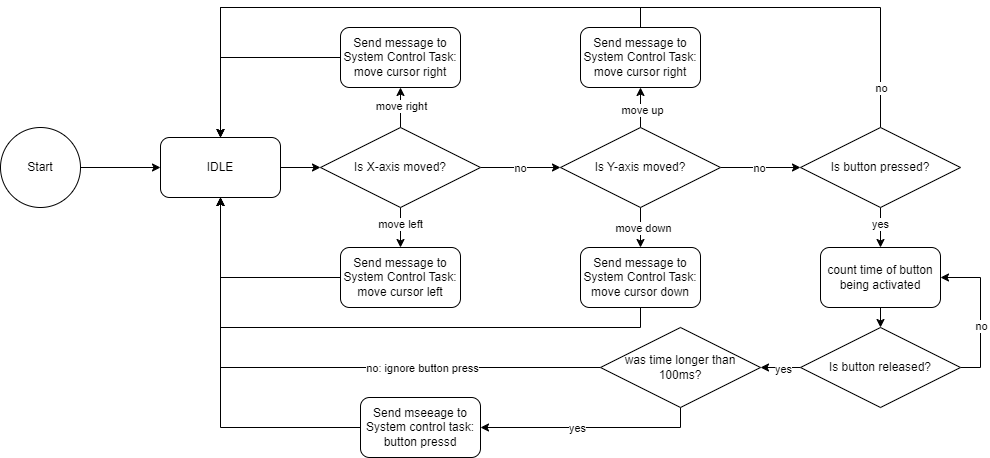 Send message to
System Control Task:
move cursor right
Send message to
System Control Task:
move cursor right
no
move right
move up
Start
IDLE
Is X-axis moved?
no
Is Y-axis moved?
no
Is button pressed?
move left
move down
yes
Send message to
System Control Task:
move cursor left
Send message to
System Control Task:
move cursor down
count time of button
being activated
no
no: ignore button press
was time longer than
100ms?
yes
Is button released?
Send mseeage to
System control task:
button pressd
yes